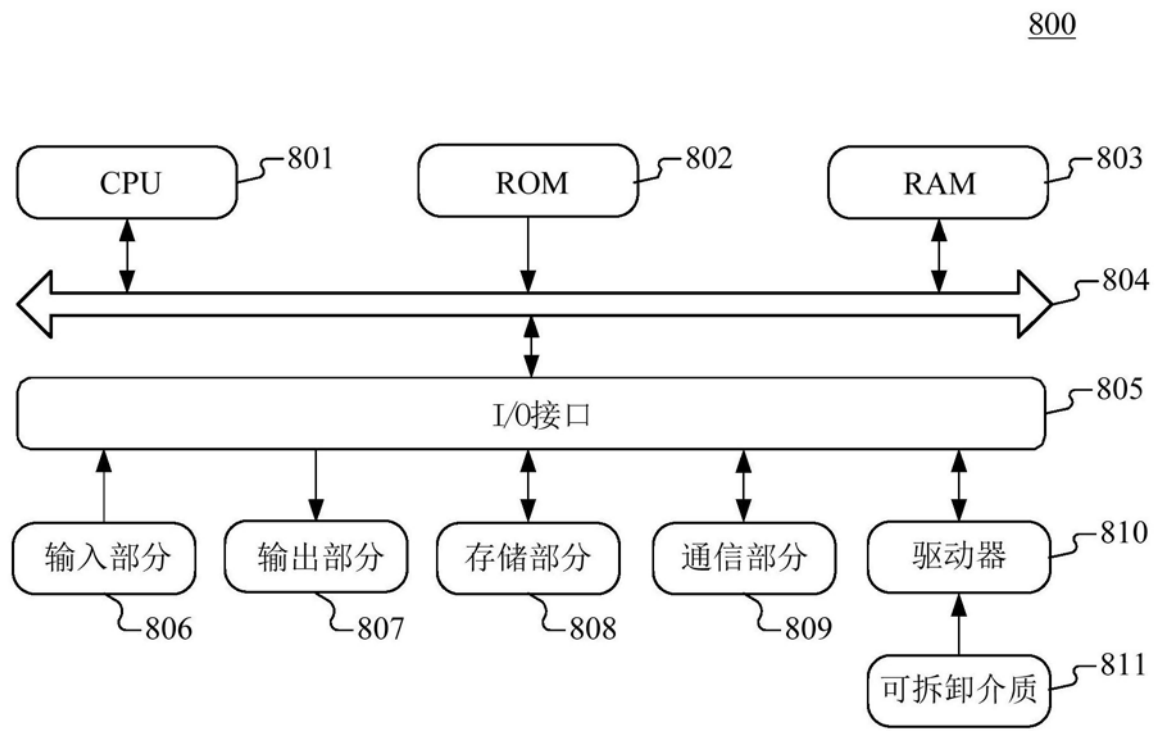 800
CPU
801
ROM
802
RAM
803
804
I/O接口
805
输入部分
806
输出部分
807
存储部分
808
通信部分
809
驱动器
810
可拆卸介质
811